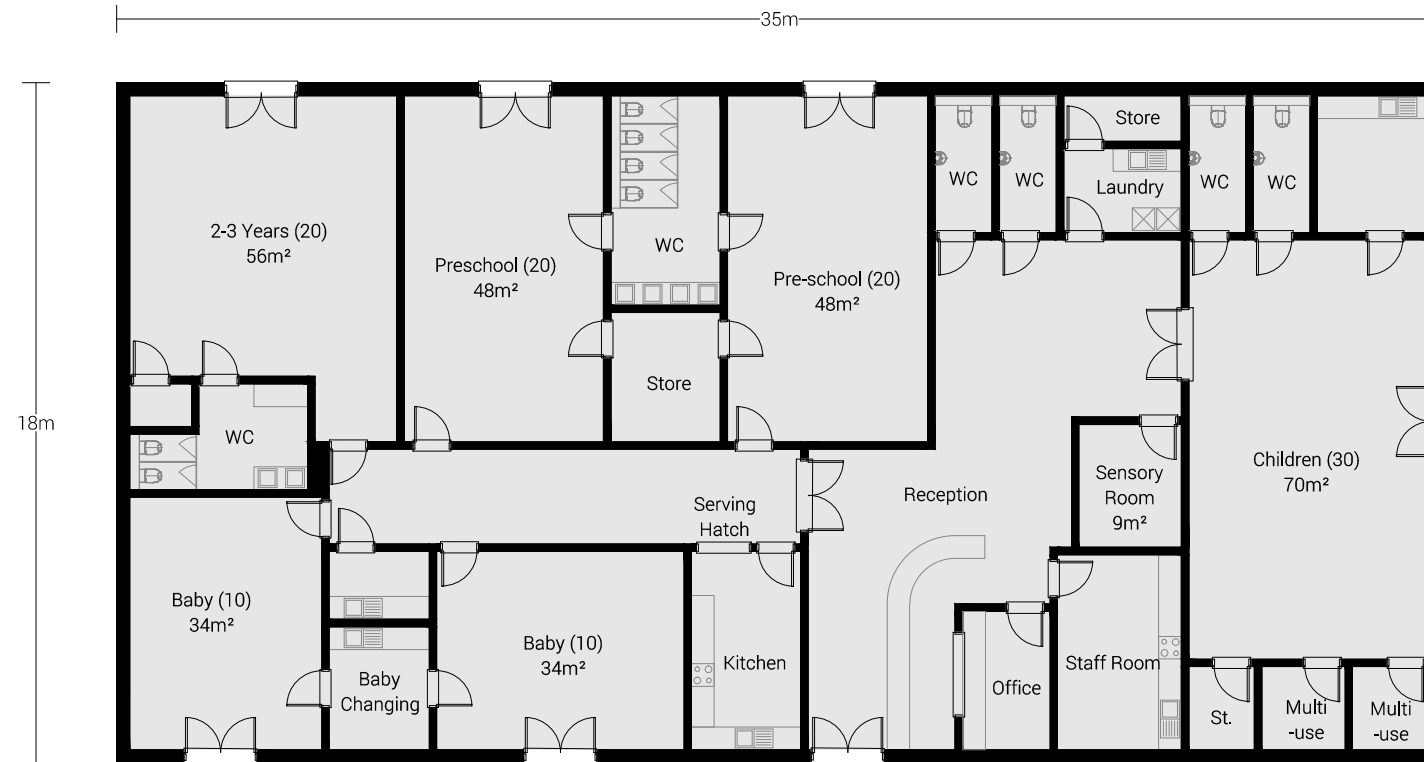 35m
18m
2-3 Years (20)
56m²
Preschool (20)
48m²
WC
Pre-school (20)
48m²
WC
WC
Store
Laundry
WC
WC
Store
WC
Serving
Hatch
Reception
Sensory
Room
9m²
Children (30)
70m²
Baby (10)
34m²
Baby
Changing
Baby (10)
34m²
Kitchen
Office
Staff Room
St.
Multi
-use
Multi
-use